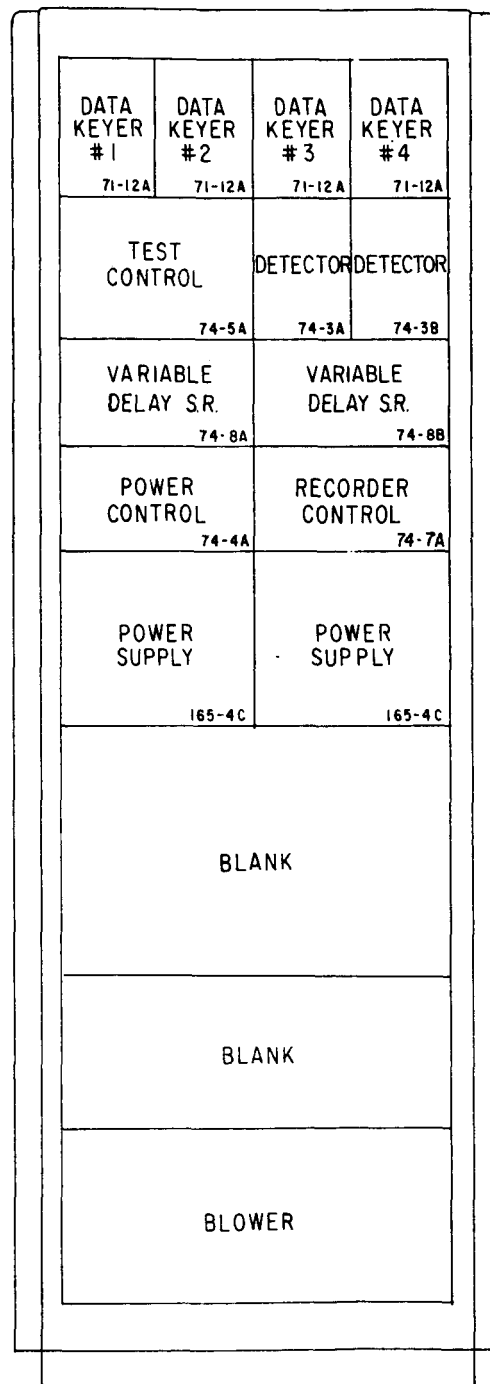 DATA
KEYER
#1
71-12A
DATA
KEYER
#2
71-12A
DATA
KEYER
#3
71-12A
DATA
KEYER
#4
71-12A
TEST
CONTROL
74-5A
DETECTOR
74-3A
DETECTOR
74-3B
VARIABLE
DELAY S.R.
74-8A
VARIABLE
DELAY S.R.
74-8B
POWER
CONTROL
74-4A
RECORDER
CONTROL
74-7A
POWER
SUPPLY
165-4C
POWER
SUPPLY
165-4C
BLANK
BLANK
BLOWER